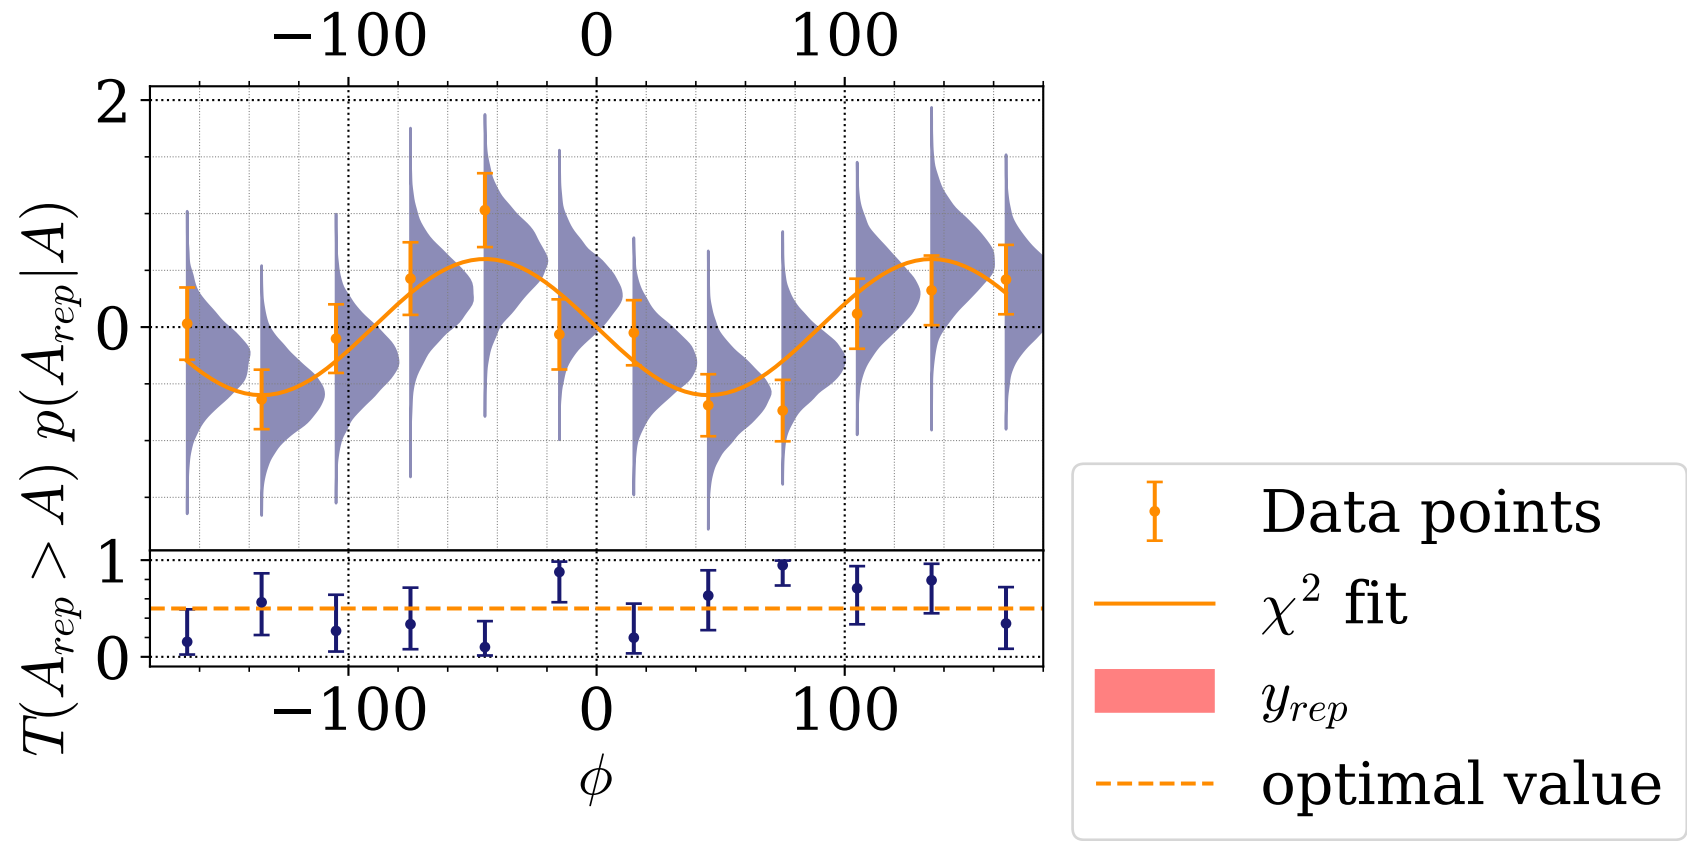 −100 0 100
2
0
p(A_rep|A)
1
0
T(A_rep > A)
−100 0 100
ϕ
Data points
χ² fit
y_rep
optimal value